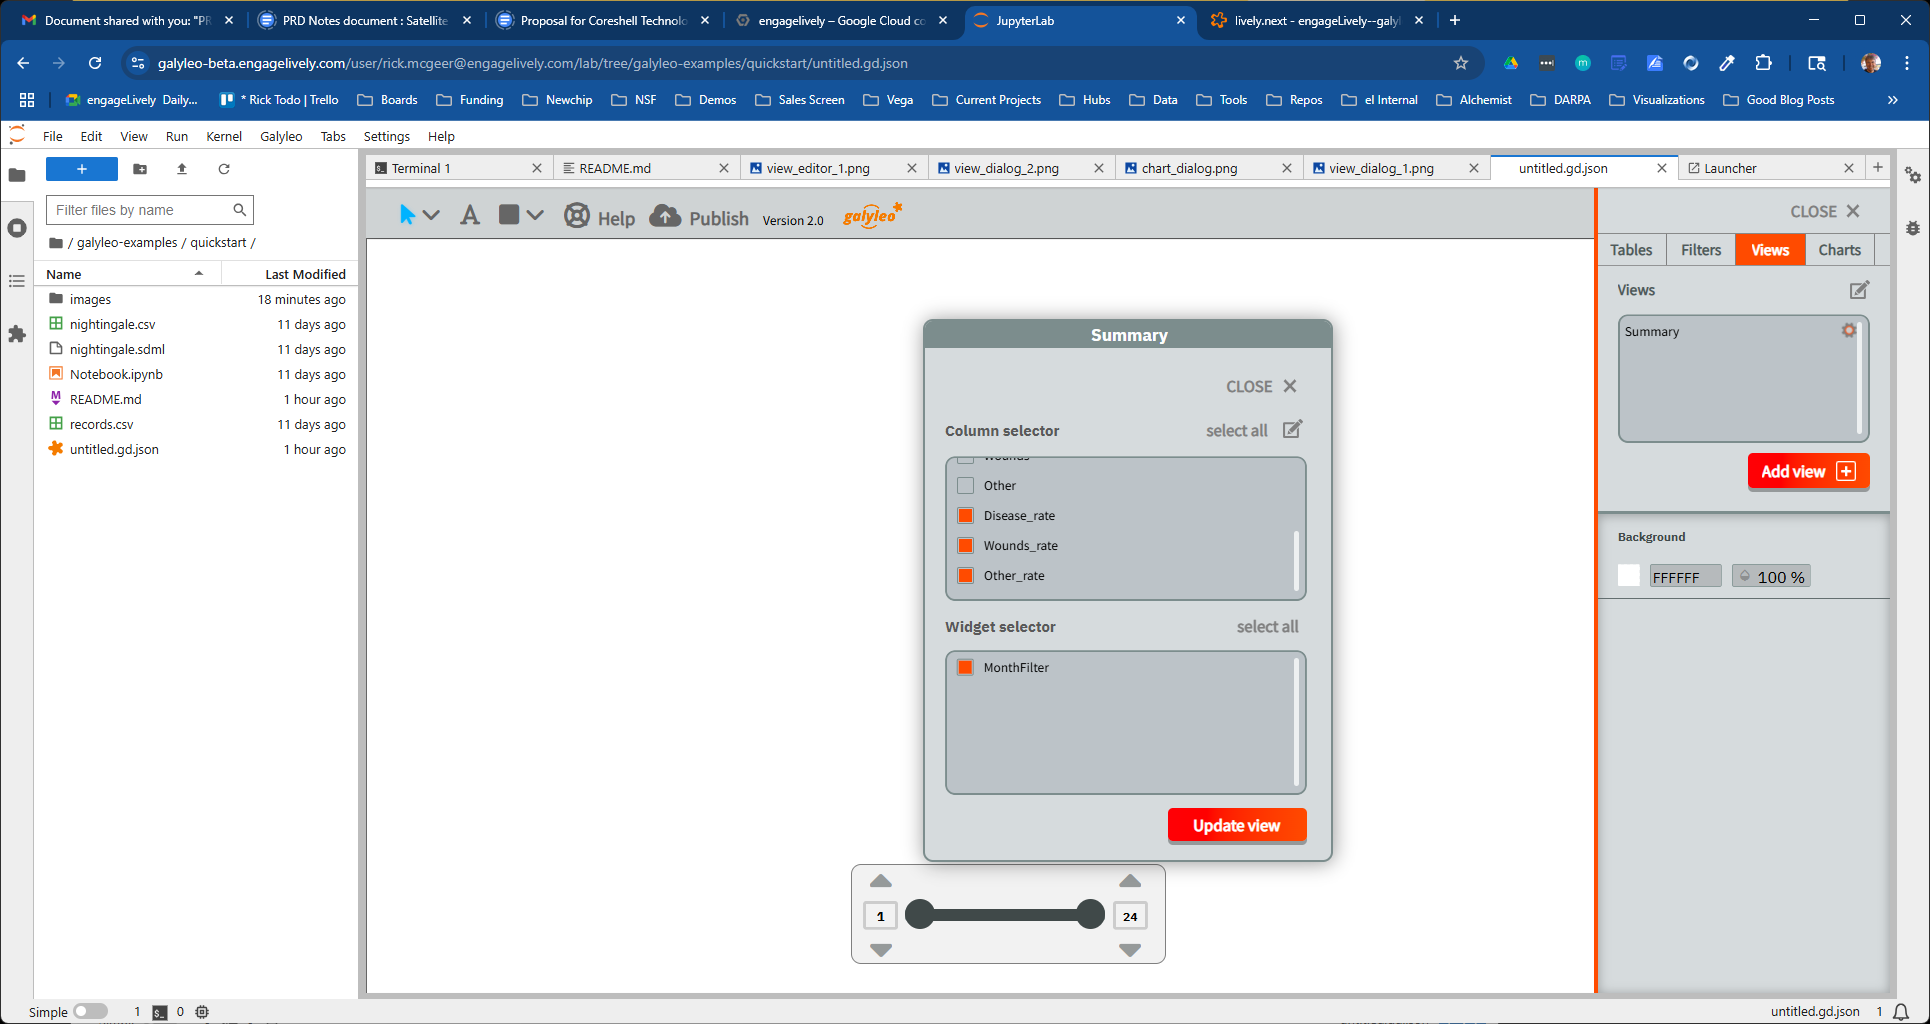 Document shared with you: "PR
PRD Notes document : Satellite
Proposal for Coreshell Technolo
engagelively – Google Cloud co
JupyterLab
lively.next - engageLively--galyl
galyleo-beta.engagelively.com/user/rick.mcgeer@engagelively.com/lab/tree/galyleo-examples/quickstart/untitled.gd.json
engageLively Daily...
* Rick Todo | Trello
Boards
Funding
Newchip
NSF
Demos
Sales Screen
Vega
Current Projects
Hubs
Data
Tools
Repos
el Internal
Alchemist
DARPA
Visualizations
Good Blog Posts
File Edit View Run Kernel Galyleo Tabs Settings Help
Terminal 1
README.md
view_editor_1.png
view_dialog_2.png
chart_dialog.png
view_dialog_1.png
untitled.gd.json
Launcher
Filter files by name
/ galyleo-examples / quickstart /
Name Last Modified
images 18 minutes ago
nightingale.csv 11 days ago
nightingale.sdml 11 days ago
Notebook.ipynb 11 days ago
README.md 1 hour ago
records.csv 11 days ago
untitled.gd.json 1 hour ago
A Help Publish Version 2.0 galyleo
Summary
CLOSE
Column selector select all
Wounds
Other
Disease_rate
Wounds_rate
Other_rate
Widget selector select all
MonthFilter
Update view
1 24
CLOSE
Tables Filters Views Charts
Views
Summary
Add view
Background
FFFFFF 100 %
Simple 1 0
untitled.gd.json 1